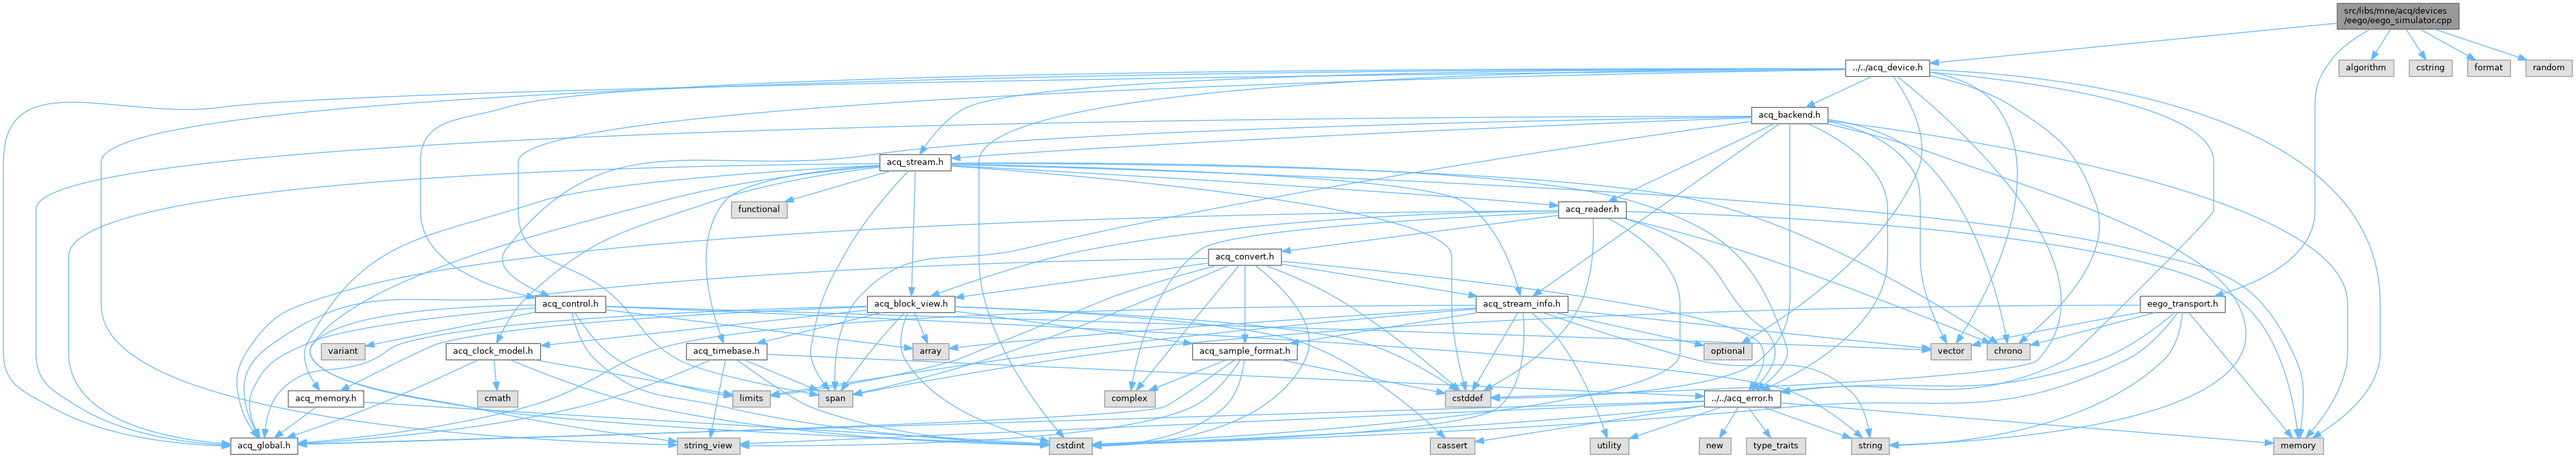 src/libs/mne/acq/devices
/eego/eego_simulator.cpp
../../acq_device.h
algorithm
cstring
format
random
acq_backend.h
acq_stream.h
functional
acq_reader.h
acq_convert.h
acq_control.h
acq_block_view.h
acq_stream_info.h
eego_transport.h
variant
acq_clock_model.h
acq_timebase.h
array
acq_sample_format.h
optional
vector
chrono
acq_memory.h
cmath
limits
span
complex
cstddef
../../acq_error.h
acq_global.h
string_view
cstdint
cassert
utility
new
type_traits
string
memory